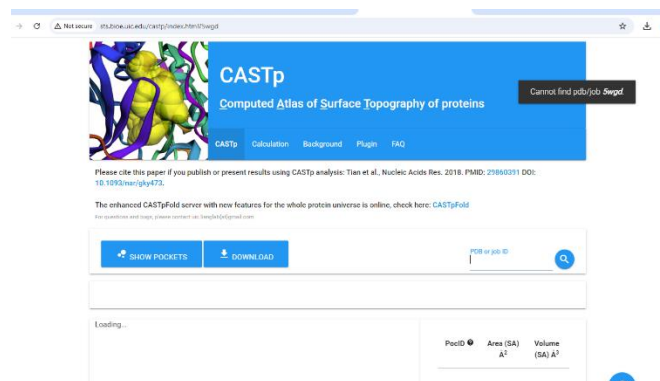 Not secure sts.bioe.uic.edu/castp/index.html?5wgd
CASTp
Computed Atlas of Surface Topography of proteins
Cannot find pdb/job 5wgd.
CASTp Calculation Background Plugin FAQ
Please cite this paper if you publish or present results using CASTp analysis: Tian et al., Nucleic Acids Res. 2018. PMID: 29860391 DOI:
10.1093/nar/gky473.
The enhanced CASTpFold server with new features for the whole protein universe is online, check here: CASTpFold
For questions and bugs, please contact us:
SHOW POCKETS DOWNLOAD
PDB or job ID
Loading...
PocID Area (SA) Volume
Å² (SA) Å³